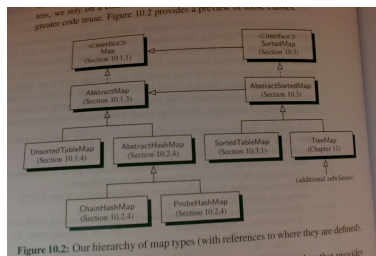 ers, we rely on a
greater code reuse. Figure 10.2 provides a preview of those classes.
«interface»
Map
(Section 10.1.1)
«interface»
SortedMap
(Section 10.3)
AbstractMap
(Section 10.1.3)
AbstractSortedMap
(Section 10.3)
UnsortedTableMap
(Section 10.1.4)
AbstractHashMap
(Section 10.2.4)
SortedTableMap
(Section 10.3.1)
TreeMap
(Chapter 11)
(additional subclasses)
ChainHashMap
(Section 10.2.4)
ProbeHashMap
(Section 10.2.4)
Figure 10.2: Our hierarchy of map types (with references to where they are defined).
that provides